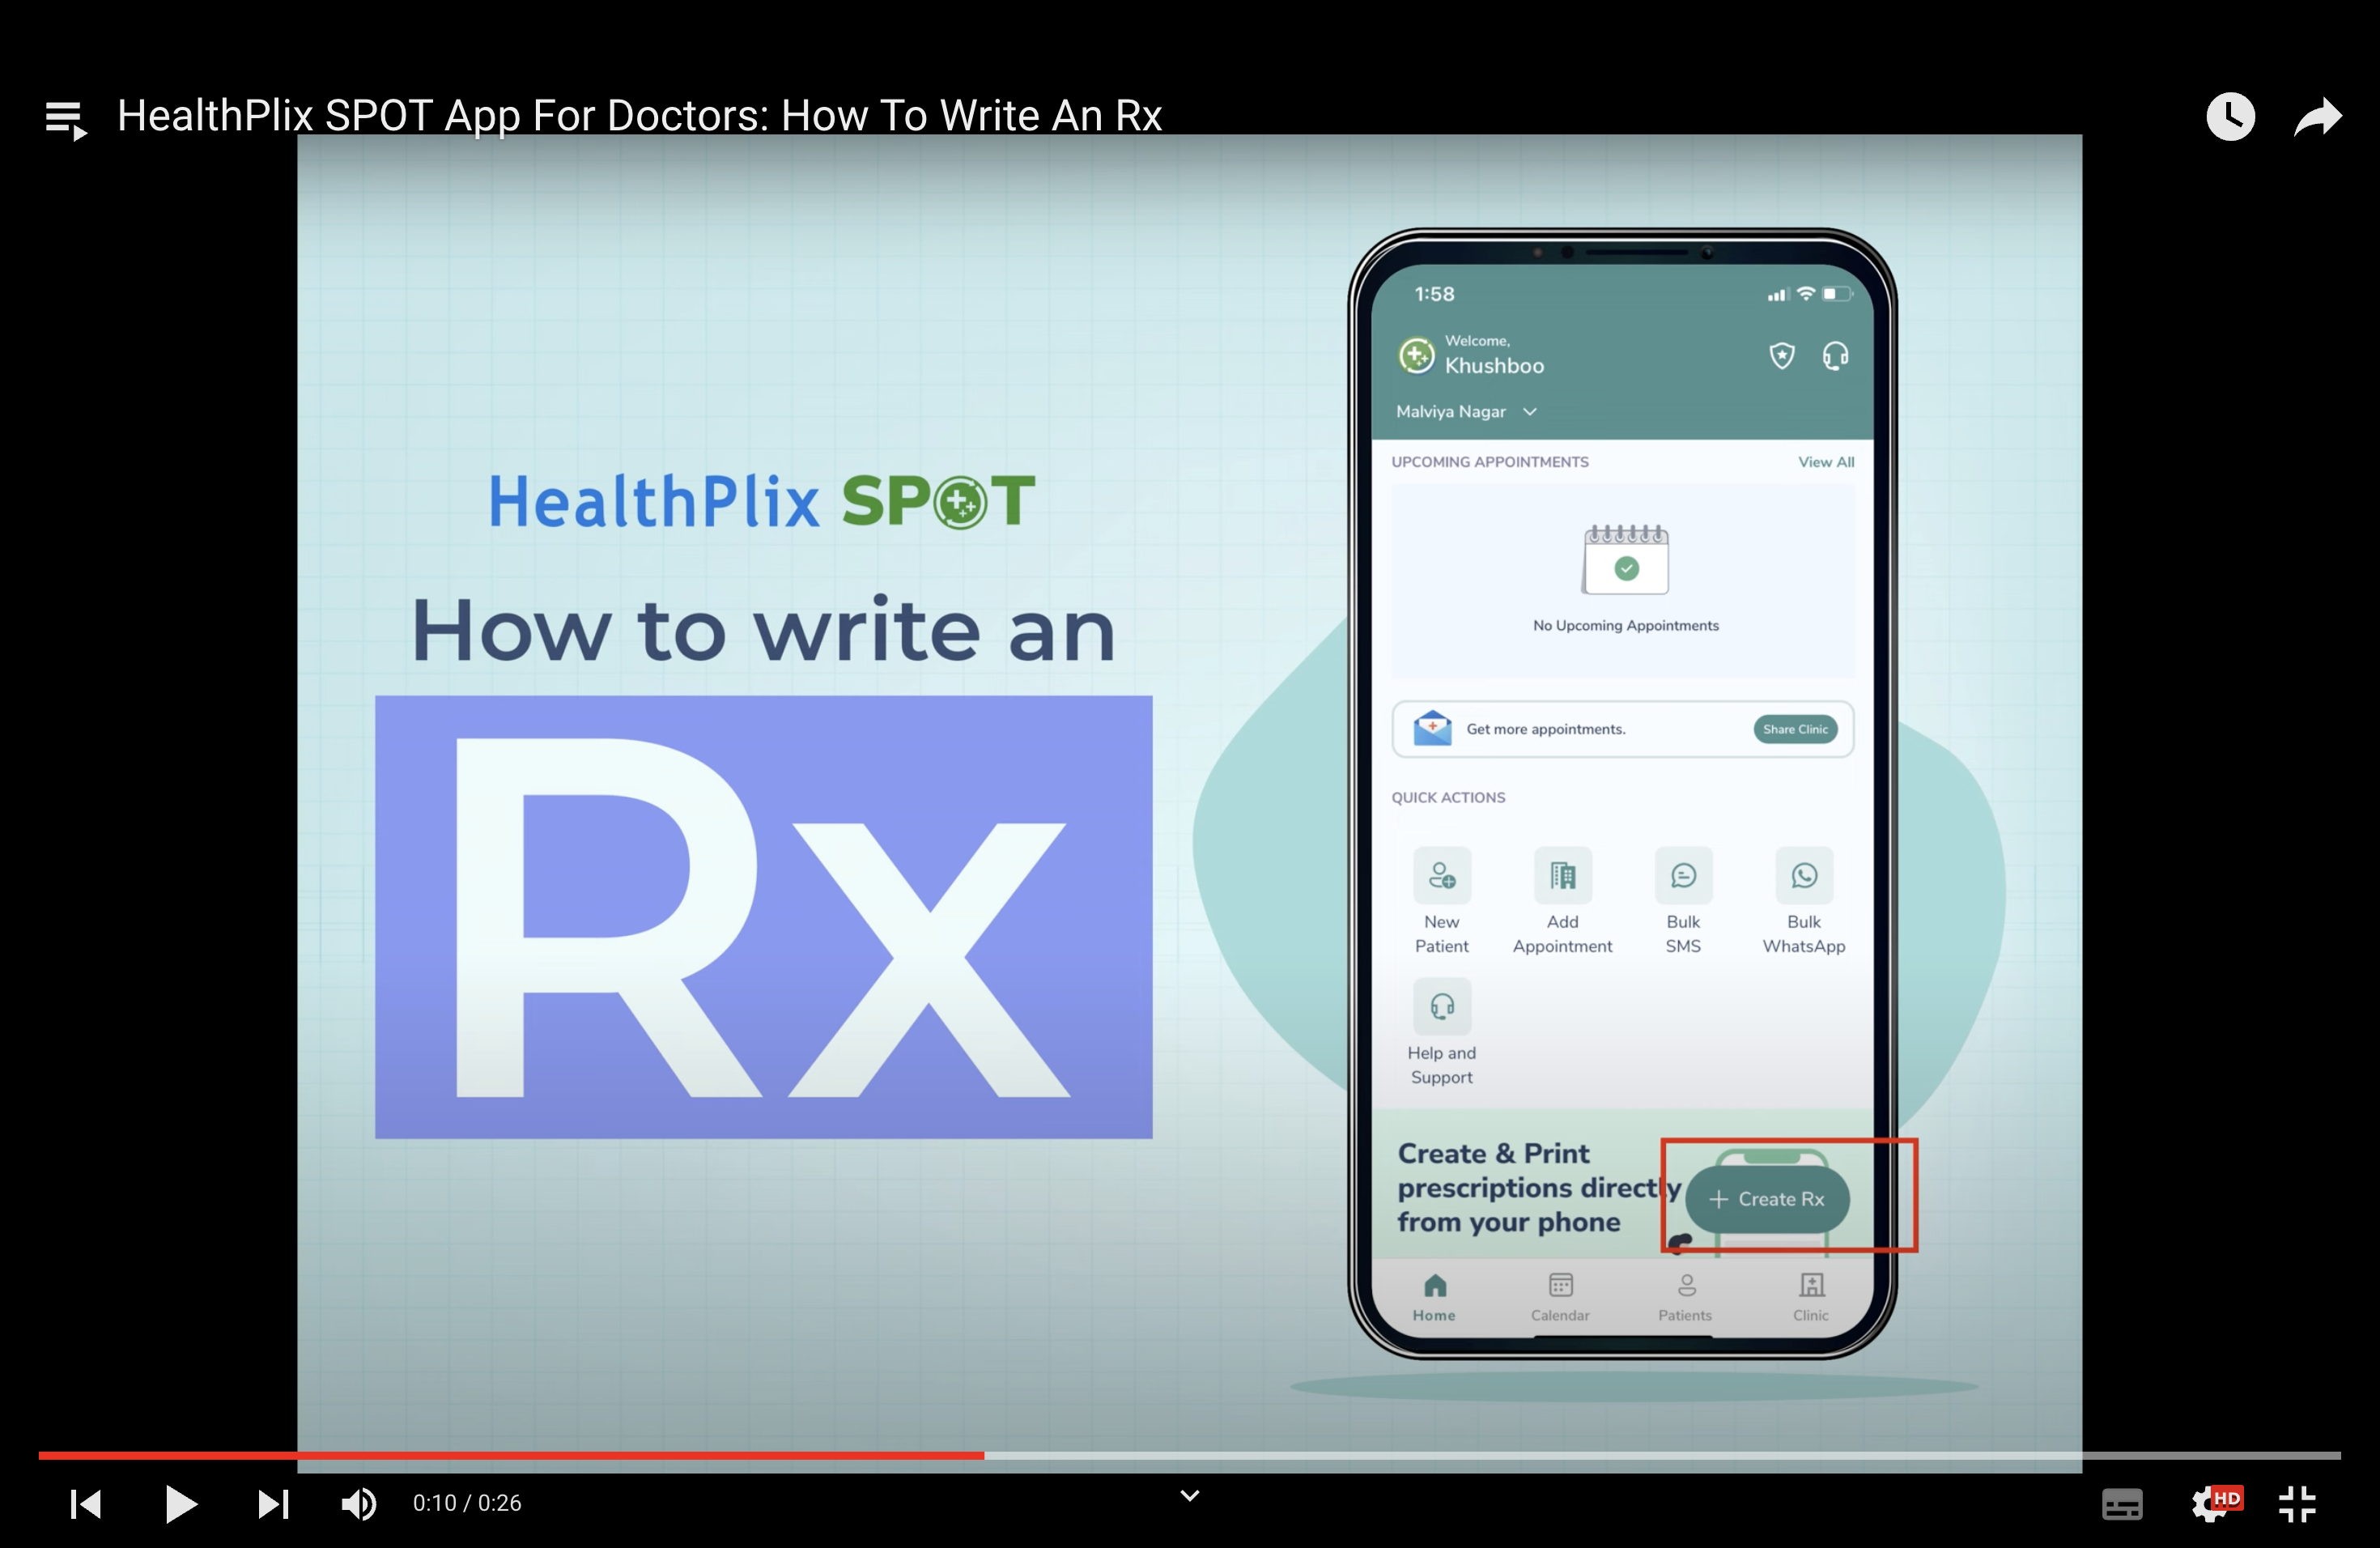 HealthPlix SPOT App For Doctors: How To Write An Rx
HealthPlix SPOT
How to write an
Rx
1:58
Welcome,
Khushboo
Malviya Nagar
UPCOMING APPOINTMENTS View All
No Upcoming Appointments
Get more appointments. Share Clinic
QUICK ACTIONS
New Patient
Add Appointment
Bulk SMS
Bulk WhatsApp
Help and Support
Create & Print
prescriptions directly
from your phone
+ Create Rx
Home Calendar Patients Clinic
0:10 / 0:26
HD